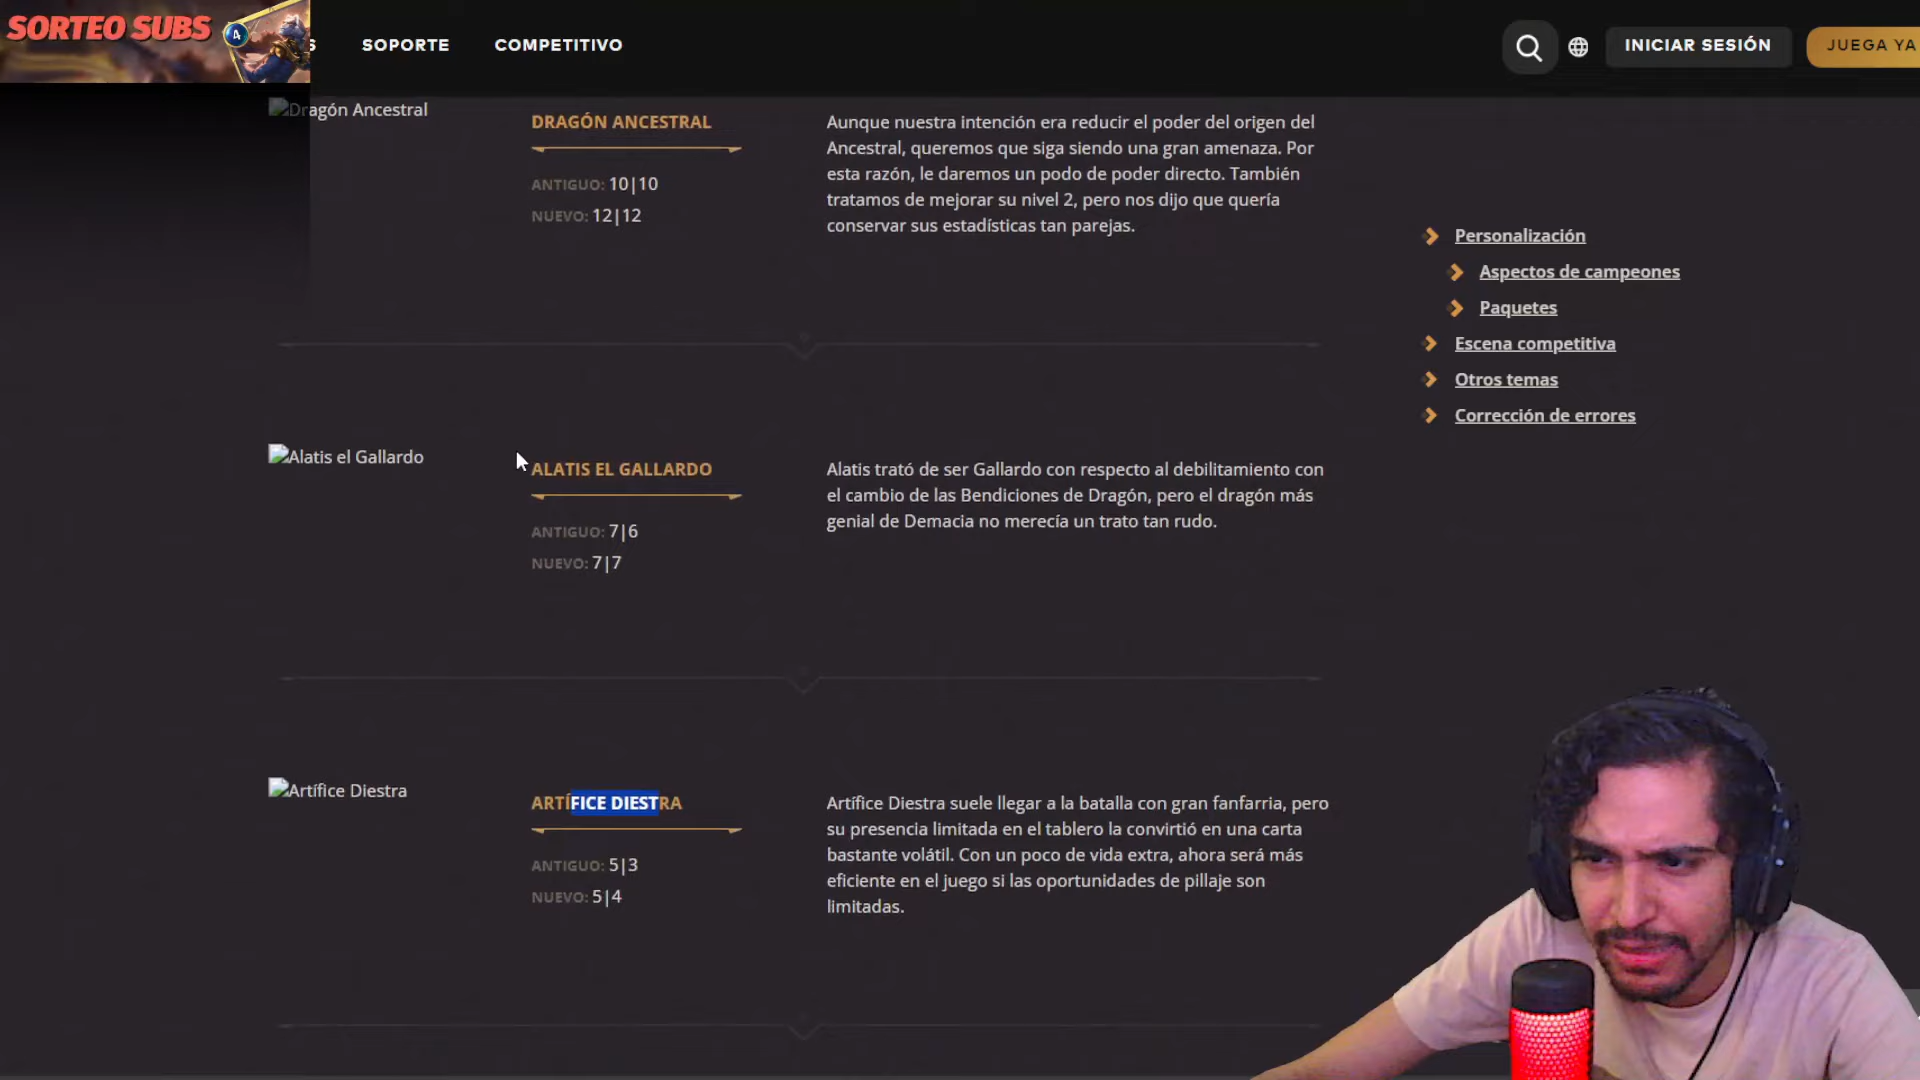 SORTEO SUBS
4
S
SOPORTE
COMPETITIVO
INICIAR SESIÓN
JUEGA YA
Dragón Ancestral
DRAGÓN ANCESTRAL
ANTIGUO: 10|10
NUEVO: 12|12
Aunque nuestra intención era reducir el poder del origen del
Ancestral, queremos que siga siendo una gran amenaza. Por
esta razón, le daremos un podo de poder directo. También
tratamos de mejorar su nivel 2, pero nos dijo que quería
conservar sus estadísticas tan parejas.
Personalización
Aspectos de campeones
Paquetes
Escena competitiva
Otros temas
Corrección de errores
Alatis el Gallardo
ALATIS EL GALLARDO
ANTIGUO: 7|6
NUEVO: 7|7
Alatis trató de ser Gallardo con respecto al debilitamiento con
el cambio de las Bendiciones de Dragón, pero el dragón más
genial de Demacia no merecía un trato tan rudo.
Artífice Diestra
ARTÍFICE DIESTRA
ANTIGUO: 5|3
NUEVO: 5|4
Artífice Diestra suele llegar a la batalla con gran fanfarria, pero
su presencia limitada en el tablero la convirtió en una carta
bastante volátil. Con un poco de vida extra, ahora será más
eficiente en el juego si las oportunidades de pillaje son
limitadas.